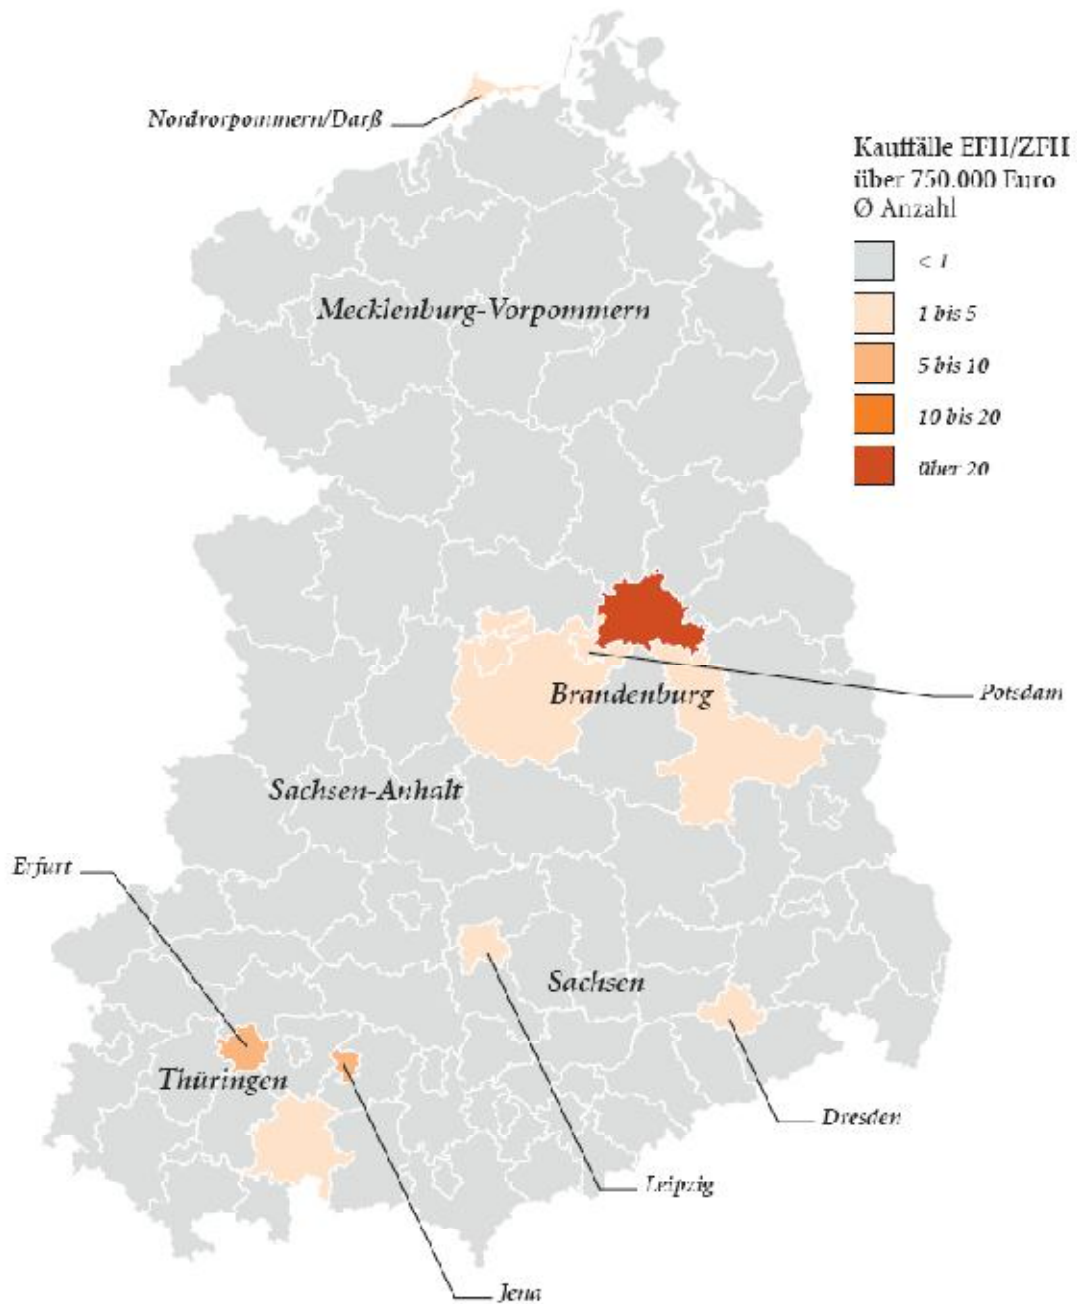 Nordvorpommern/Darß
Kauffälle EFH/ZFH
über 750.000 Euro
Ø Anzahl
< 1
1 bis 5
5 bis 10
10 bis 20
über 20
Mecklenburg-Vorpommern
Brandenburg
Potsdam
Sachsen-Anhalt
Erfurt
Sachsen
Thüringen
Dresden
Leipzig
Jena